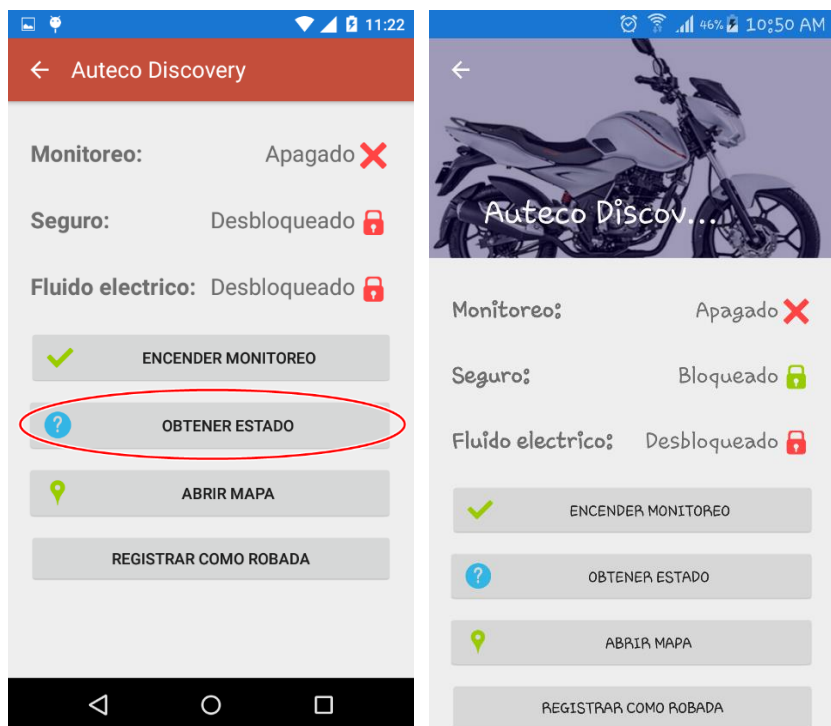 11:22
Auteco Discovery
Monitoreo: Apagado
Seguro: Desbloqueado
Fluido electrico: Desbloqueado
ENCENDER MONITOREO
OBTENER ESTADO
ABRIR MAPA
REGISTRAR COMO ROBADA
46% 10:50 AM
Auteco Discov...
Monitoreo: Apagado
Seguro: Bloqueado
Fluido electrico: Desbloqueado
ENCENDER MONITOREO
OBTENER ESTADO
ABRIR MAPA
REGISTRAR COMO ROBADA